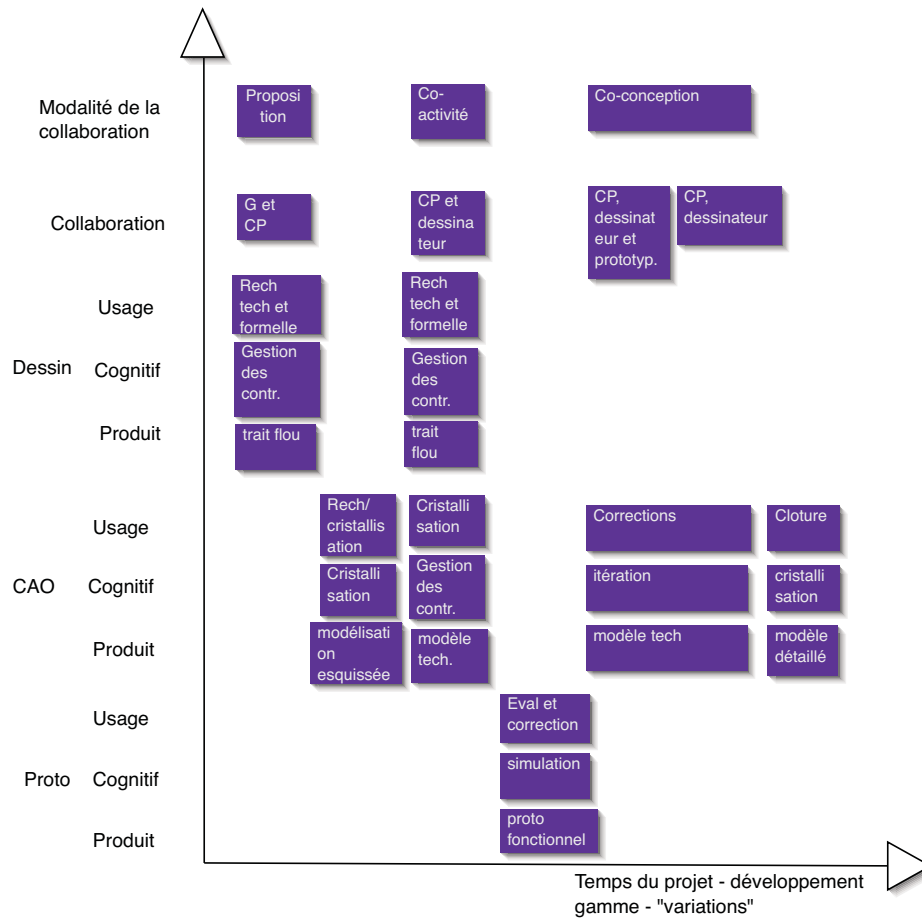 Modalité de la
collaboration
Proposi
tion
Co-
activité
Co-conception
Collaboration
G et
CP
CP et
dessina
teur
CP,
dessinat
eur et
prototyp.
CP,
dessinateur
Dessin
Usage
Rech
tech et
formelle
Rech
tech et
formelle
Cognitif
Gestion
des
contr.
Gestion
des
contr.
Produit
trait flou
trait
flou
CAO
Usage
Rech/
cristallis
ation
Cristalli
sation
Corrections
Cloture
Cognitif
Cristalli
sation
Gestion
des
contr.
itération
cristalli
sation
Produit
modélisat
ion
esquissée
modèle
tech.
modèle tech
modèle
détaillé
Proto
Usage
Eval et
correction
Cognitif
simulation
Produit
proto
fonctionnel
Temps du projet - développement
gamme - "variations"